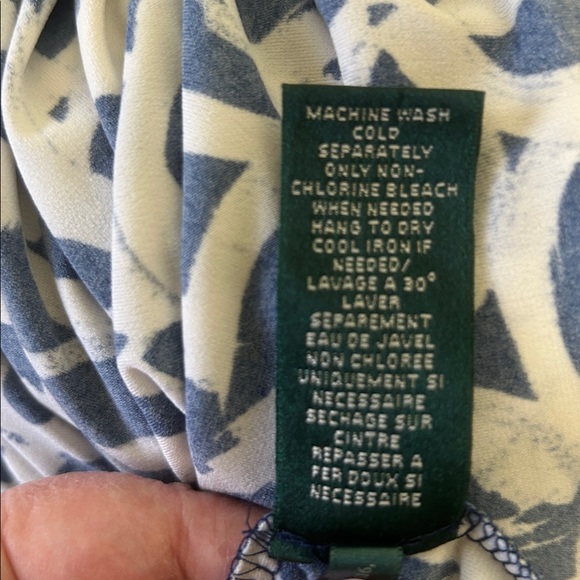 MACHINE WASH
COLD
SEPARATELY
ONLY NON-
CHLORINE BLEACH
WHEN NEEDED
HANG TO DRY
COOL IRON IF
NEEDED/
LAVAGE A 30°
LAVER
SEPAREMENT
EAU DE JAVEL
NON CHLOREE
UNIQUEMENT SI
NECESSAIRE
SECHAGE SUR
CINTRE
REPASSER A
FER DOUX SI
NECESSAIRE